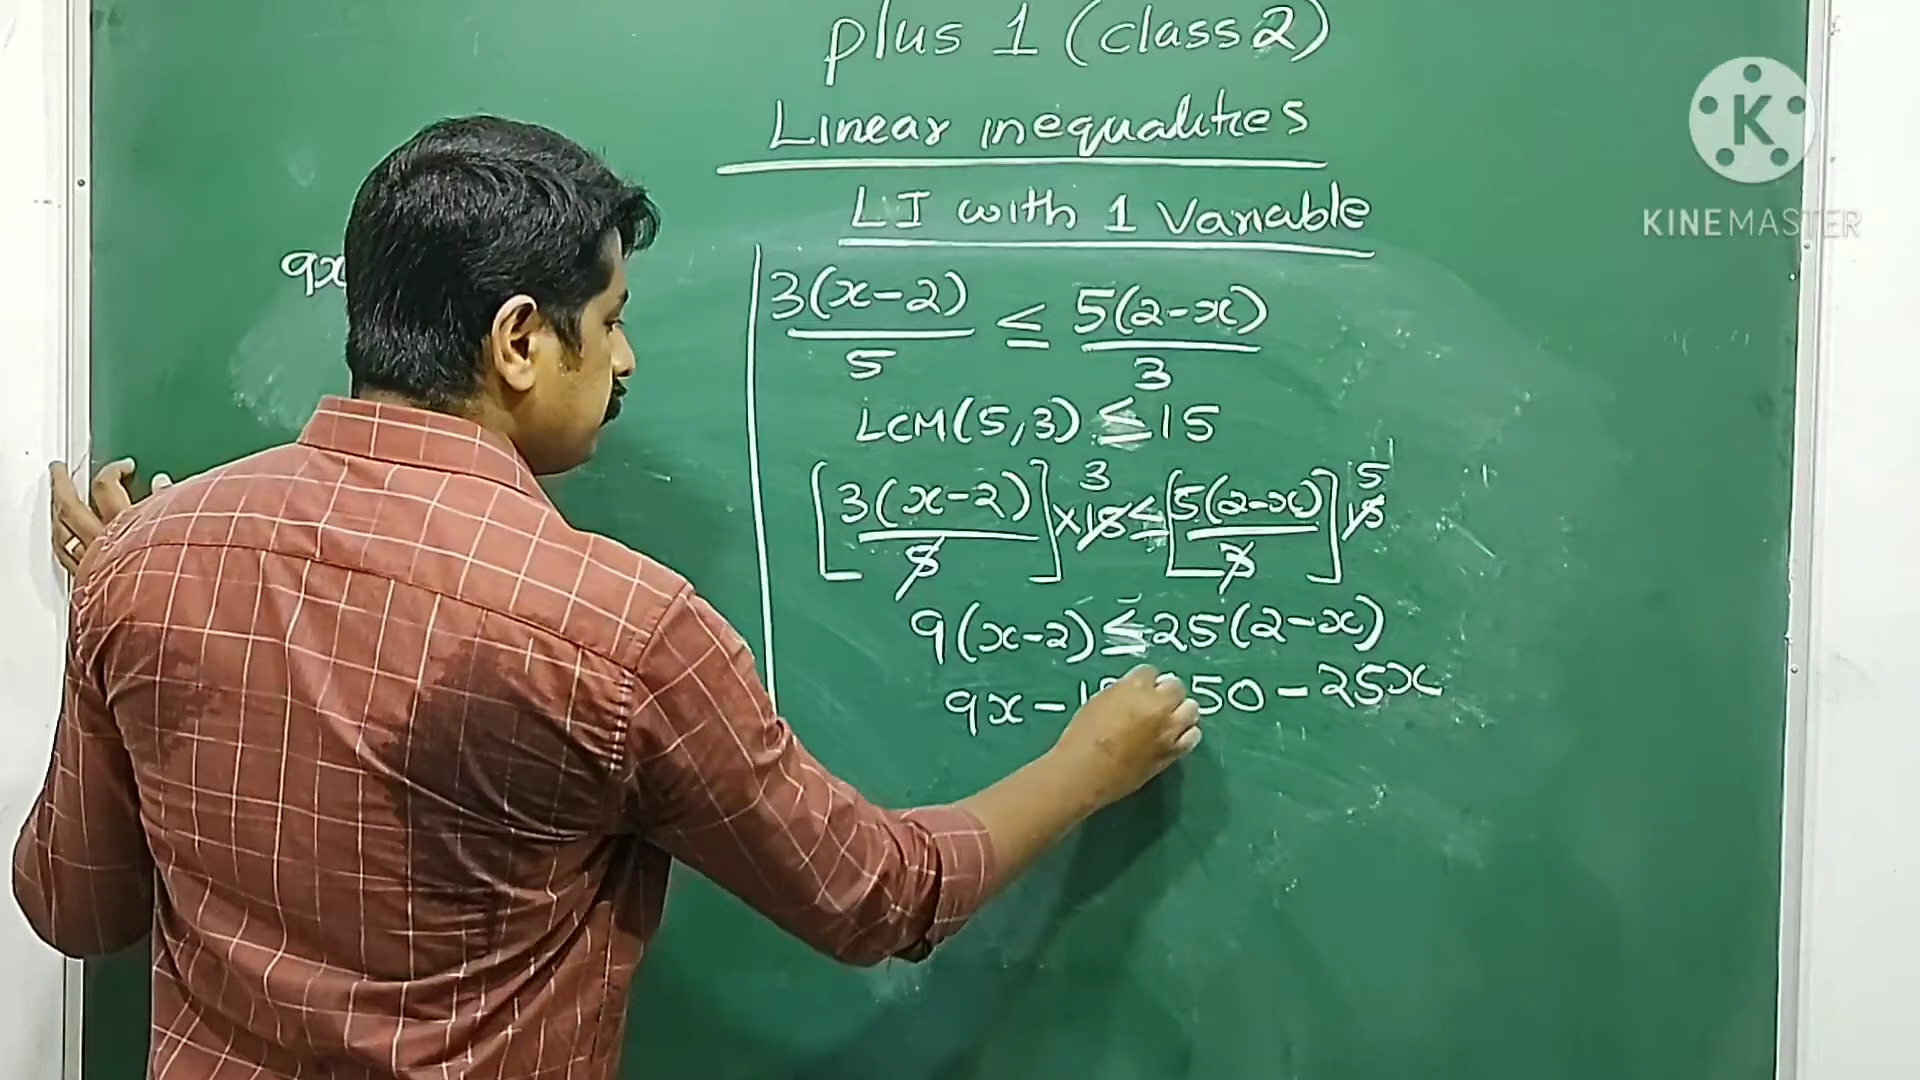 plus 1 (class 2)
Linear inequalities
LI with 1 Variable
9x
3(x-2)/5 ≤ 5(2-x)/3
LCM(5,3) ≤ 15
[3(x-2)/5] ×15 3 ≤ [5(2-x)/3] 15 5
9(x-2) ≤ 25(2-x)
9x - 50 - 25x
K
KINEMASTER